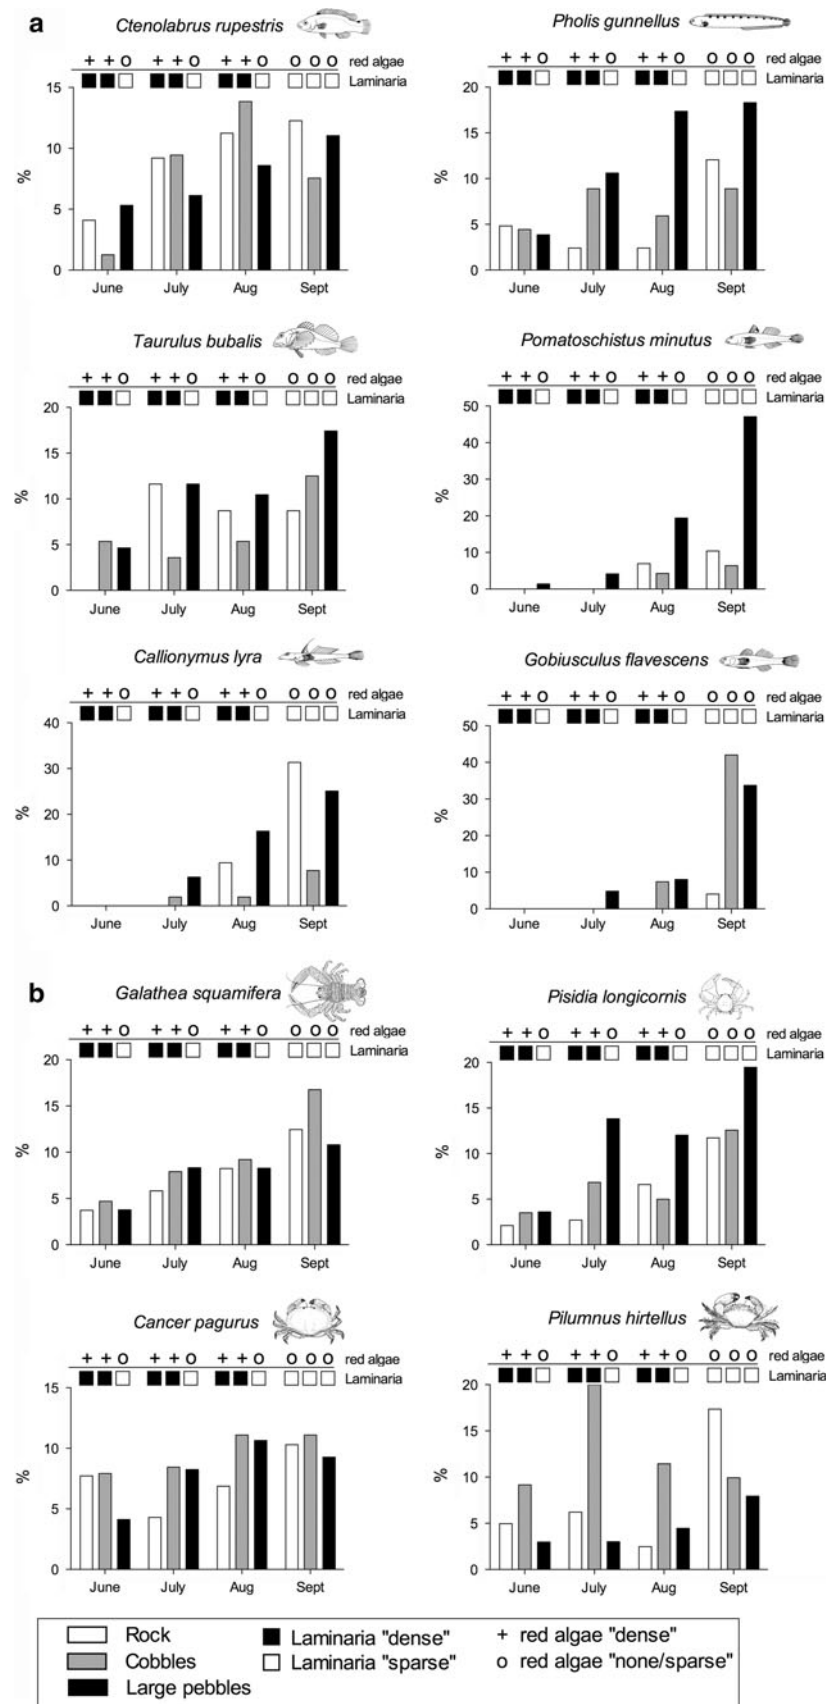 a
Ctenolabrus rupestris
+ + o + + o + + o o o o red algae
Laminaria
15
10
5
0
%
June July Aug Sept
Pholis gunnellus
+ + o + + o + + o o o o red algae
Laminaria
20
15
10
5
0
%
June July Aug Sept
Taurulus bubalis
+ + o + + o + + o o o o red algae
Laminaria
20
15
10
5
0
%
June July Aug Sept
Pomatoschistus minutus
+ + o + + o + + o o o o red algae
Laminaria
50
40
30
20
10
0
%
June July Aug Sept
Callionymus lyra
+ + o + + o + + o o o o red algae
Laminaria
40
30
20
10
0
%
June July Aug Sept
Gobiusculus flavescens
+ + o + + o + + o o o o red algae
Laminaria
50
40
30
20
10
0
%
June July Aug Sept
b
Galathea squamifera
+ + o + + o + + o o o o red algae
Laminaria
20
15
10
5
0
%
June July Aug Sept
Pisidia longicornis
+ + o + + o + + o o o o red algae
Laminaria
20
15
10
5
0
%
June July Aug Sept
Cancer pagurus
+ + o + + o + + o o o o red algae
Laminaria
15
10
5
0
%
June July Aug Sept
Pilumnus hirtellus
+ + o + + o + + o o o o red algae
Laminaria
20
15
10
5
0
%
June July Aug Sept
Rock Laminaria "dense" + red algae "dense"
Cobbles Laminaria "sparse" o red algae "none/sparse"
Large pebbles